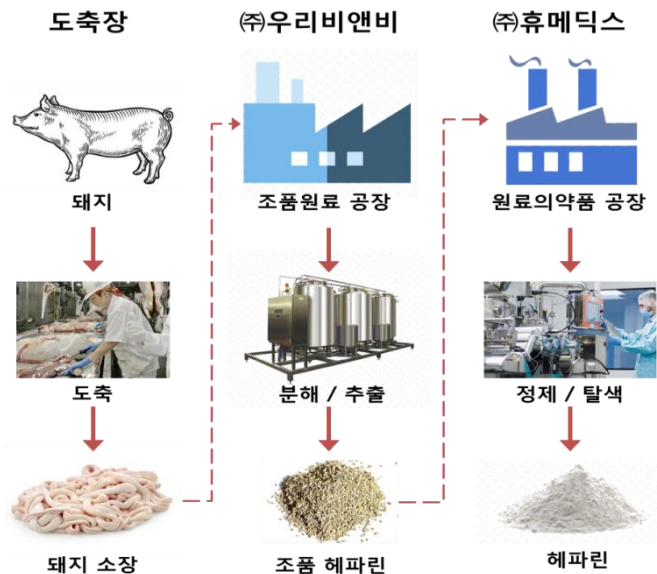 도축장
㈜우리비앤비
㈜휴메딕스
돼지
조품원료 공장
원료의약품 공장
도축
분해 / 추출
정제 / 탈색
돼지 소장
조품 헤파린
헤파린